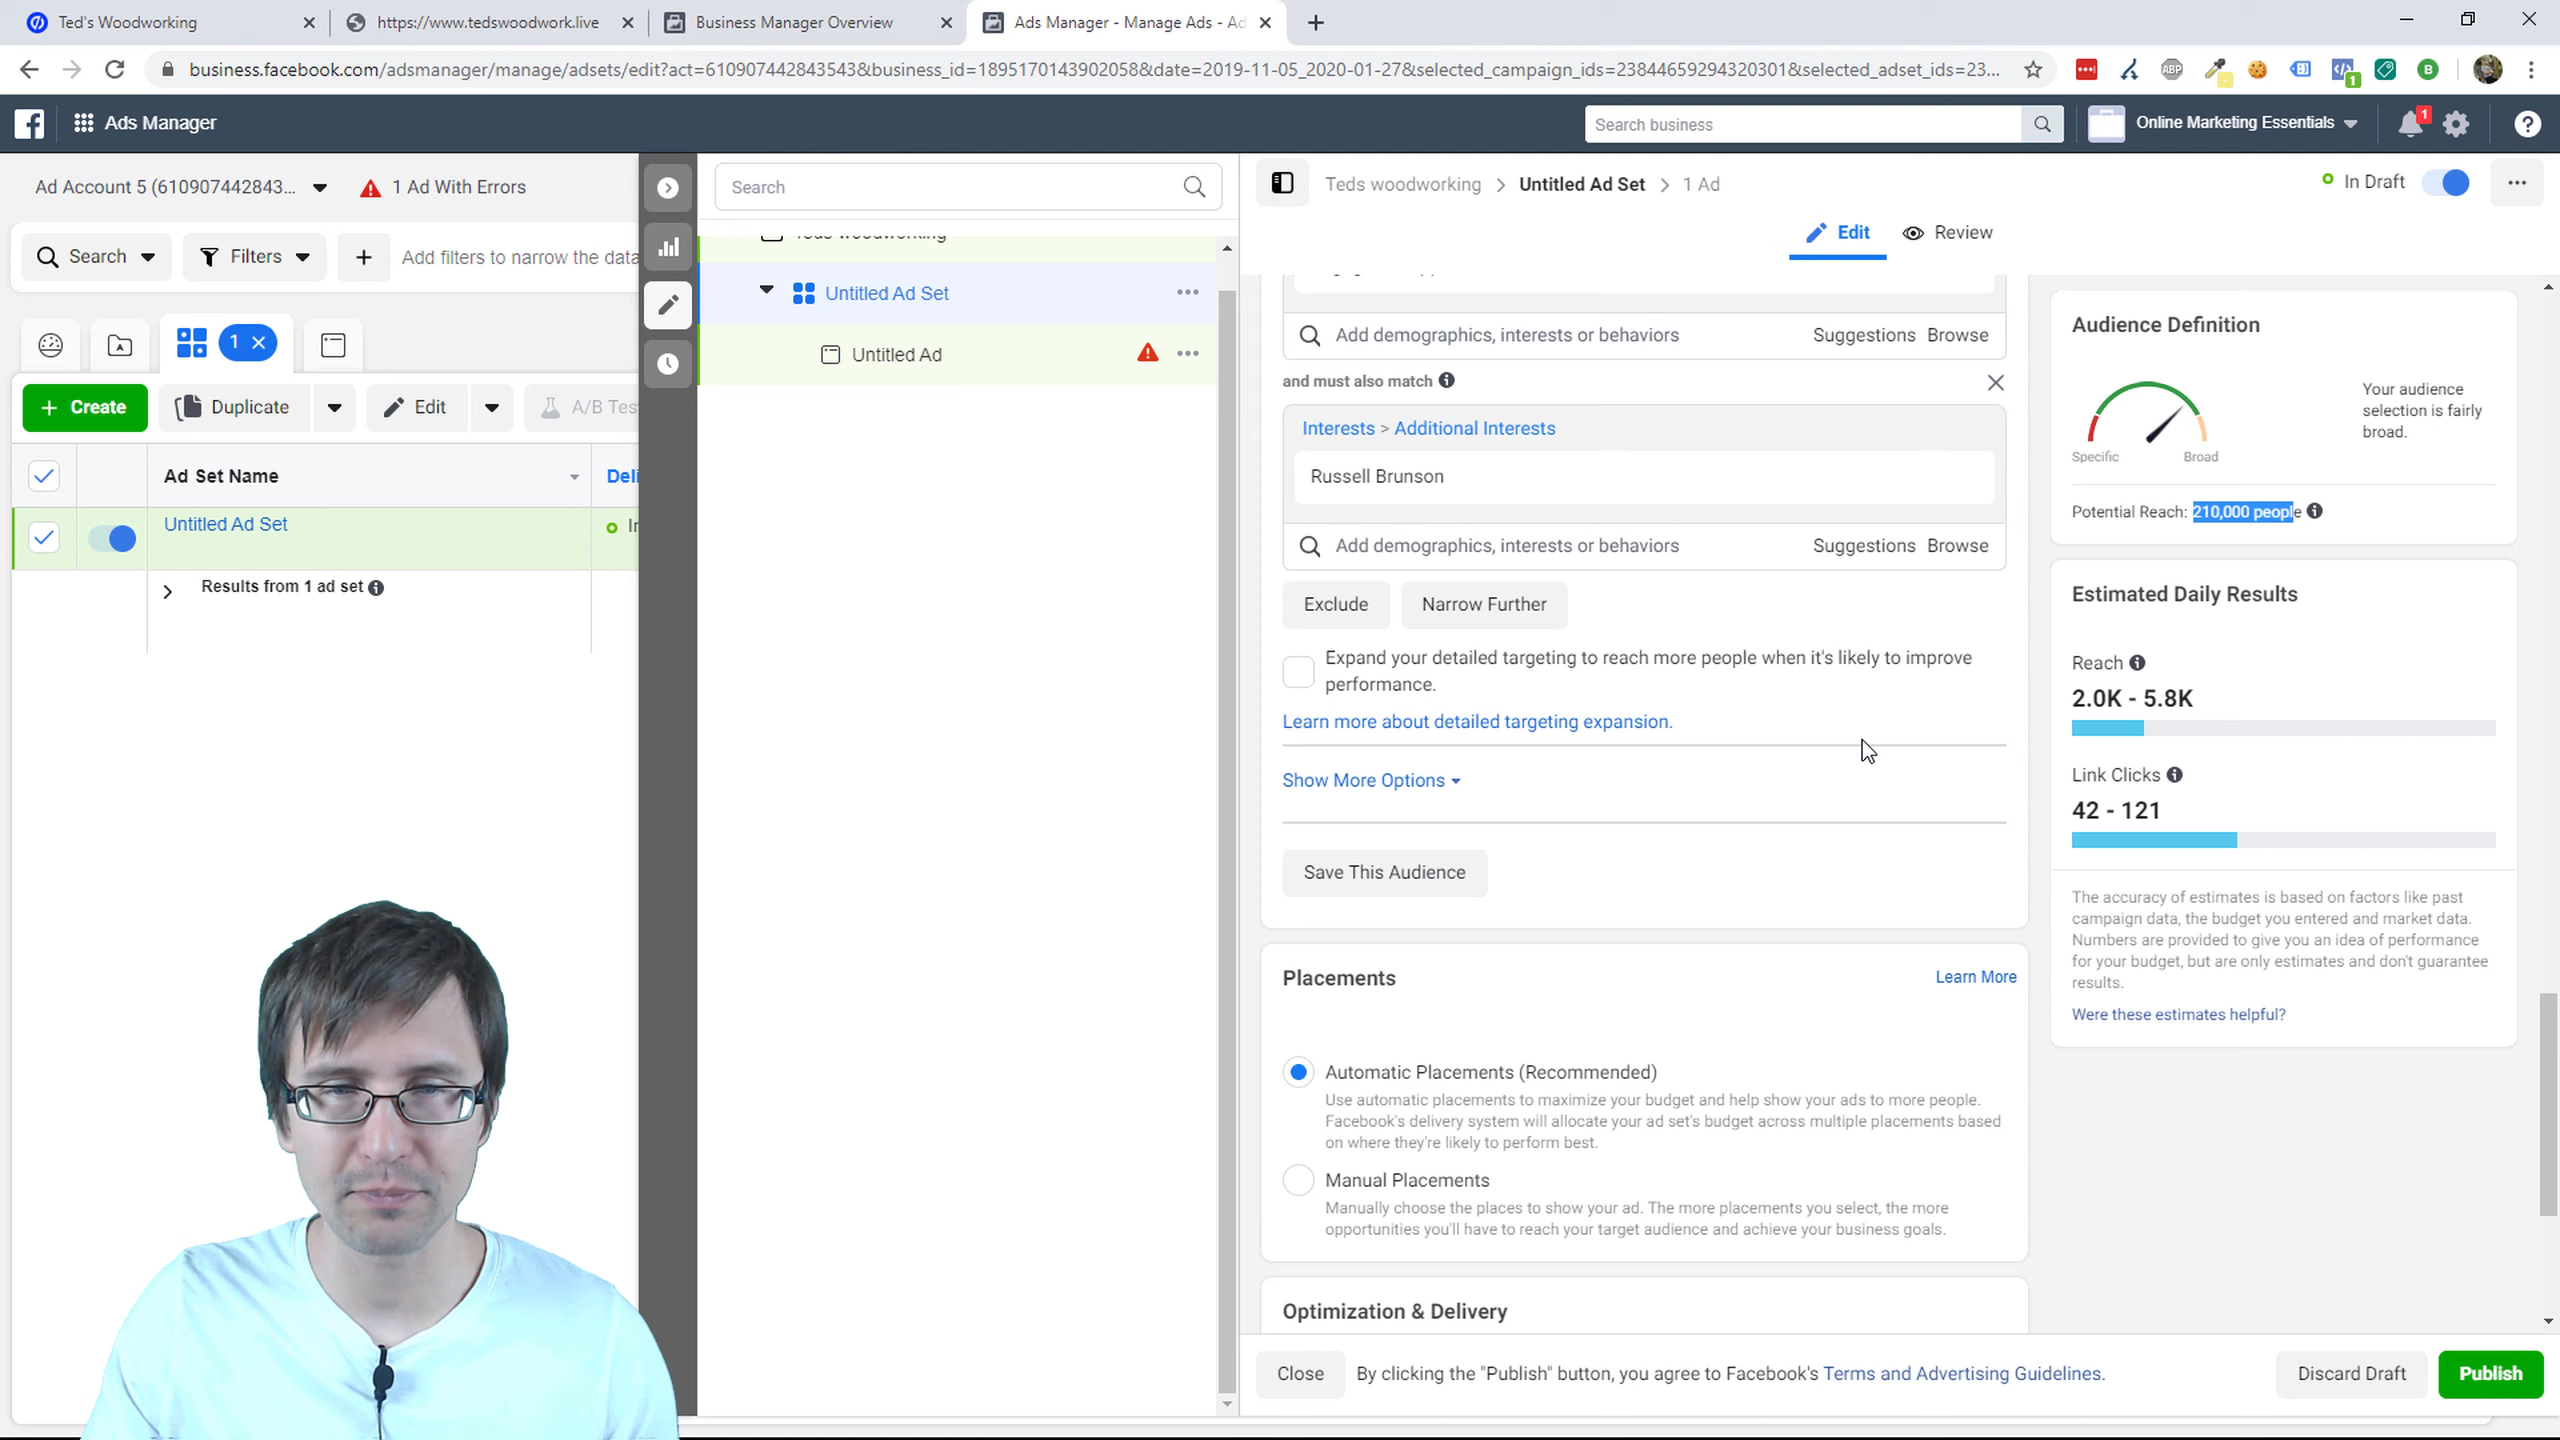 Ted's Woodworking
https://www.tedswoodwork.live
Business Manager Overview
Ads Manager - Manage Ads - Ad
business.facebook.com/adsmanager/manage/adsets/edit?act=610907442843543&business_id=1895170143902058&date=2019-11-05_2020-01-27&selected_campaign_ids=23844659294320301&selected_adset_ids=23...
ABP
1
B
Ads Manager
Search business
Online Marketing Essentials
1
Ad Account 5 (610907442843...
1 Ad With Errors
Search
Filters
Add filters to narrow the data
1
Create
Duplicate
Edit
A/B Tes
Ad Set Name
Deli
Untitled Ad Set
Results from 1 ad set
Search
Teds woodworking
Untitled Ad Set
Untitled Ad
Teds woodworking > Untitled Ad Set > 1 Ad
In Draft
Edit
Review
Add demographics, interests or behaviors
Suggestions
Browse
and must also match
Interests > Additional Interests
Russell Brunson
Add demographics, interests or behaviors
Suggestions
Browse
Exclude
Narrow Further
Expand your detailed targeting to reach more people when it's likely to improve
performance.
Learn more about detailed targeting expansion.
Show More Options
Save This Audience
Placements
Learn More
Automatic Placements (Recommended)
Use automatic placements to maximize your budget and help show your ads to more people.
Facebook's delivery system will allocate your ad set's budget across multiple placements based
on where they're likely to perform best.
Manual Placements
Manually choose the places to show your ad. The more placements you select, the more
opportunities you'll have to reach your target audience and achieve your business goals.
Optimization & Delivery
Audience Definition
Your audience
selection is fairly
broad.
Specific
Broad
Potential Reach: 210,000 people
Estimated Daily Results
Reach
2.0K - 5.8K
Link Clicks
42 - 121
The accuracy of estimates is based on factors like past
campaign data, the budget you entered and market data.
Numbers are provided to give you an idea of performance
for your budget, but are only estimates and don't guarantee
results.
Were these estimates helpful?
Close
By clicking the "Publish" button, you agree to Facebook's Terms and Advertising Guidelines.
Discard Draft
Publish